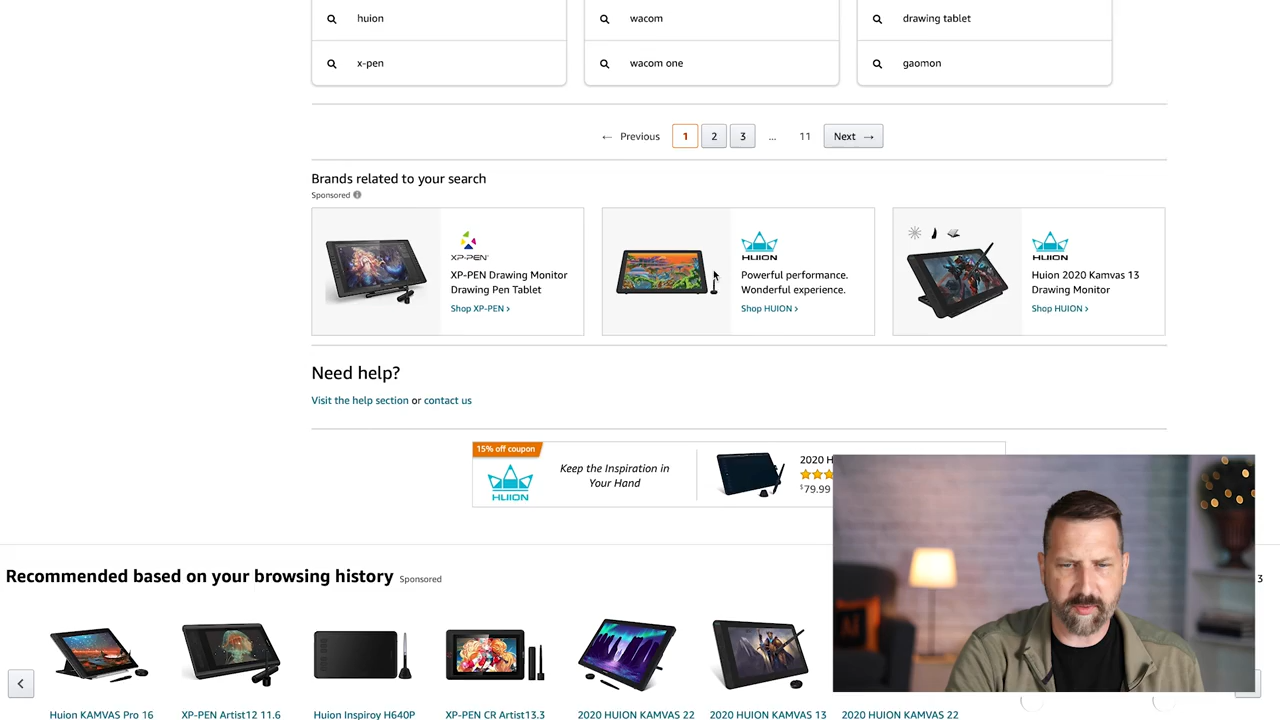 huion
wacom
drawing tablet
x-pen
wacom one
gaomon
← Previous 1 2 3 ... 11 Next →
Brands related to your search
Sponsored
XP-PEN
XP-PEN Drawing Monitor
Drawing Pen Tablet
Shop XP-PEN ›
HUION
Powerful performance.
Wonderful experience.
Shop HUION ›
HUION
Huion 2020 Kamvas 13
Drawing Monitor
Shop HUION ›
Need help?
Visit the help section or contact us
15% off coupon
HUION
Keep the Inspiration in
Your Hand
2020 H
$79.99
Recommended based on your browsing history Sponsored
3
Huion KAMVAS Pro 16
XP-PEN Artist12 11.6
Huion Inspiroy H640P
XP-PEN CR Artist13.3
2020 HUION KAMVAS 22
2020 HUION KAMVAS 13
2020 HUION KAMVAS 22
Ai